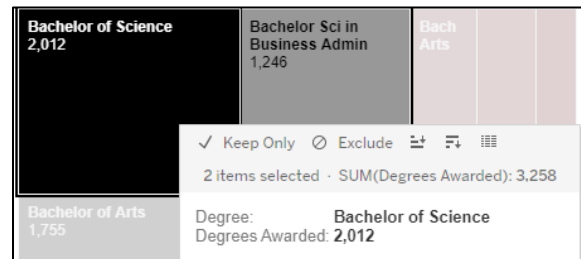 Bachelor of Science
2,012
Bachelor Sci in
Business Admin
1,246
Bach
Arts
✓ Keep Only Exclude
2 items selected · SUM(Degrees Awarded): 3,258
Bachelor of Arts
1,755
Degree: Bachelor of Science
Degrees Awarded: 2,012